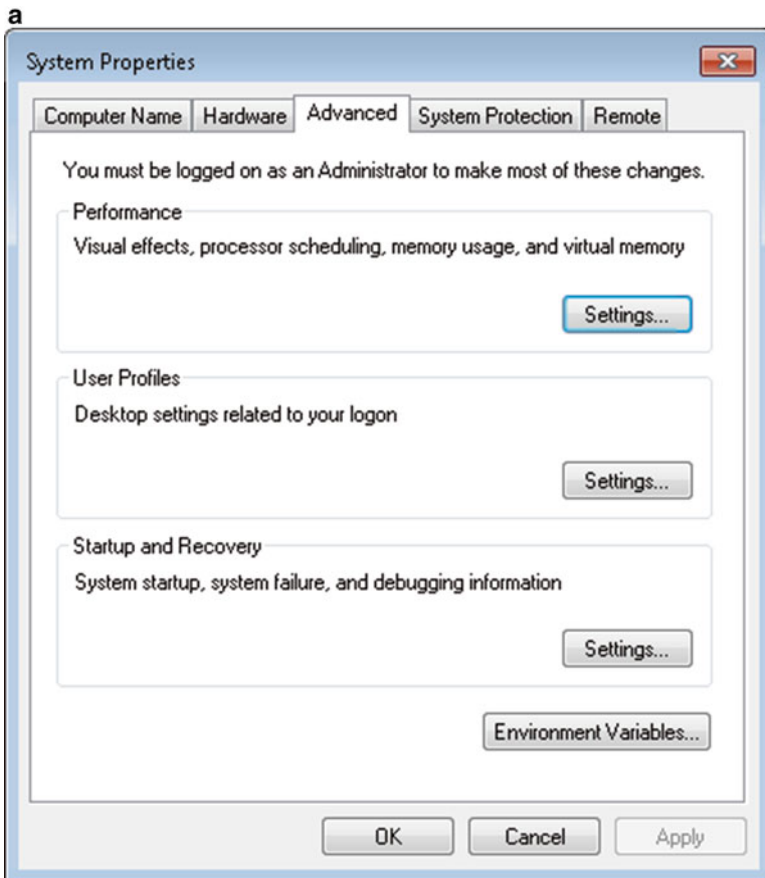 a
System Properties
Computer Name Hardware Advanced System Protection Remote
You must be logged on as an Administrator to make most of these changes.
Performance
Visual effects, processor scheduling, memory usage, and virtual memory
Settings...
User Profiles
Desktop settings related to your logon
Settings...
Startup and Recovery
System startup, system failure, and debugging information
Settings...
Environment Variables...
OK Cancel Apply